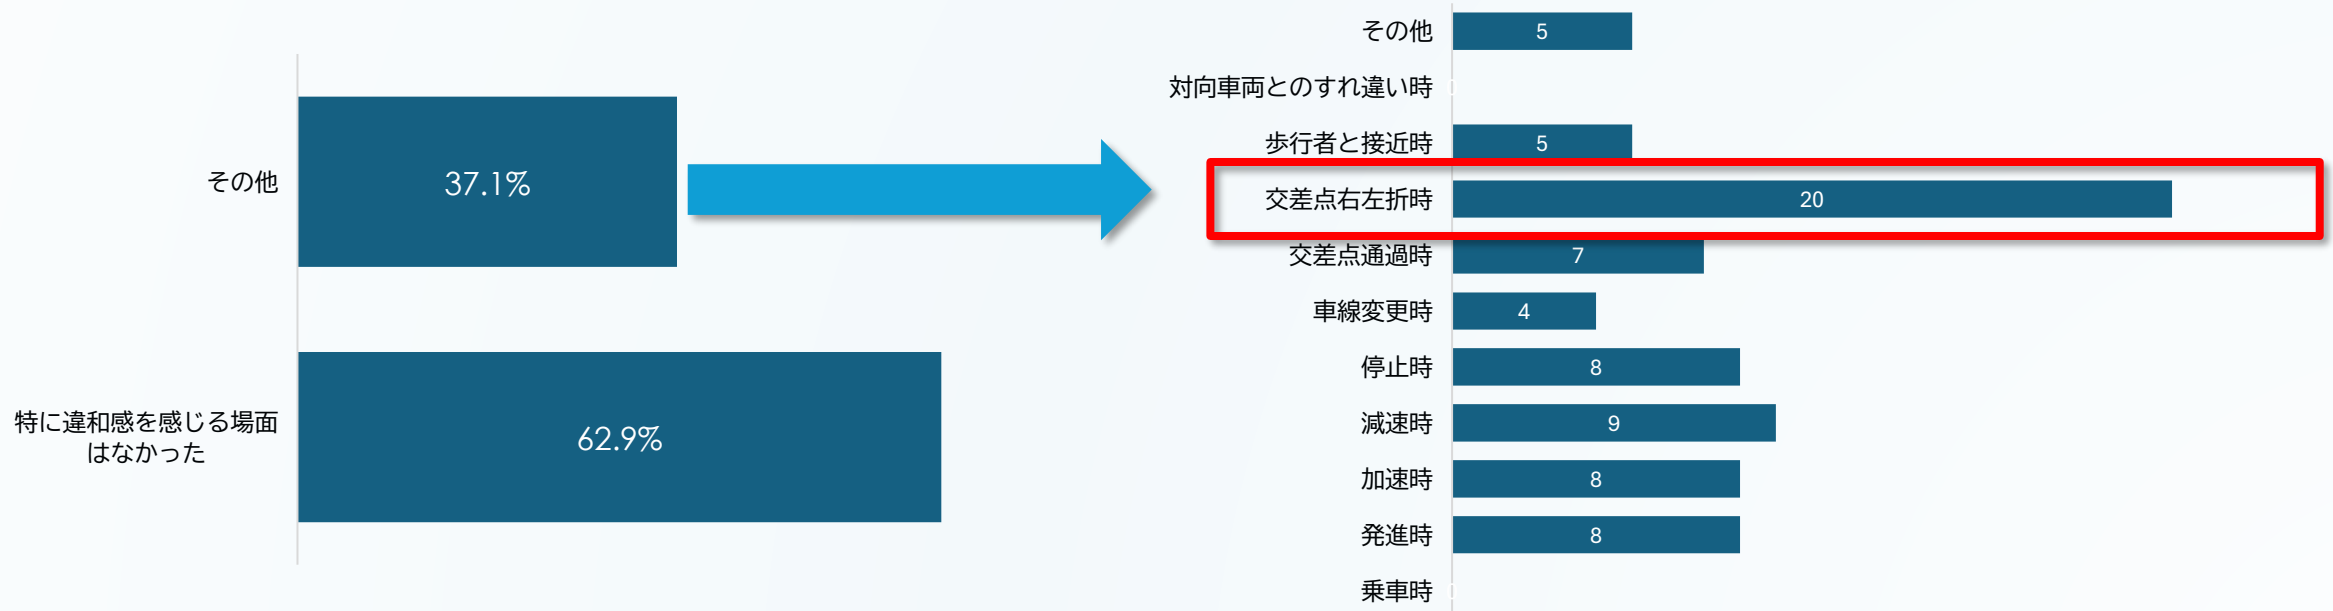 その他
37.1%
特に違和感を感じる場面
はなかった
62.9%
その他
5
対向車両とのすれ違い時
0
歩行者と接近時
5
交差点右左折時
20
交差点通過時
7
車線変更時
4
停止時
8
減速時
9
加速時
8
発進時
8
乗車時
0